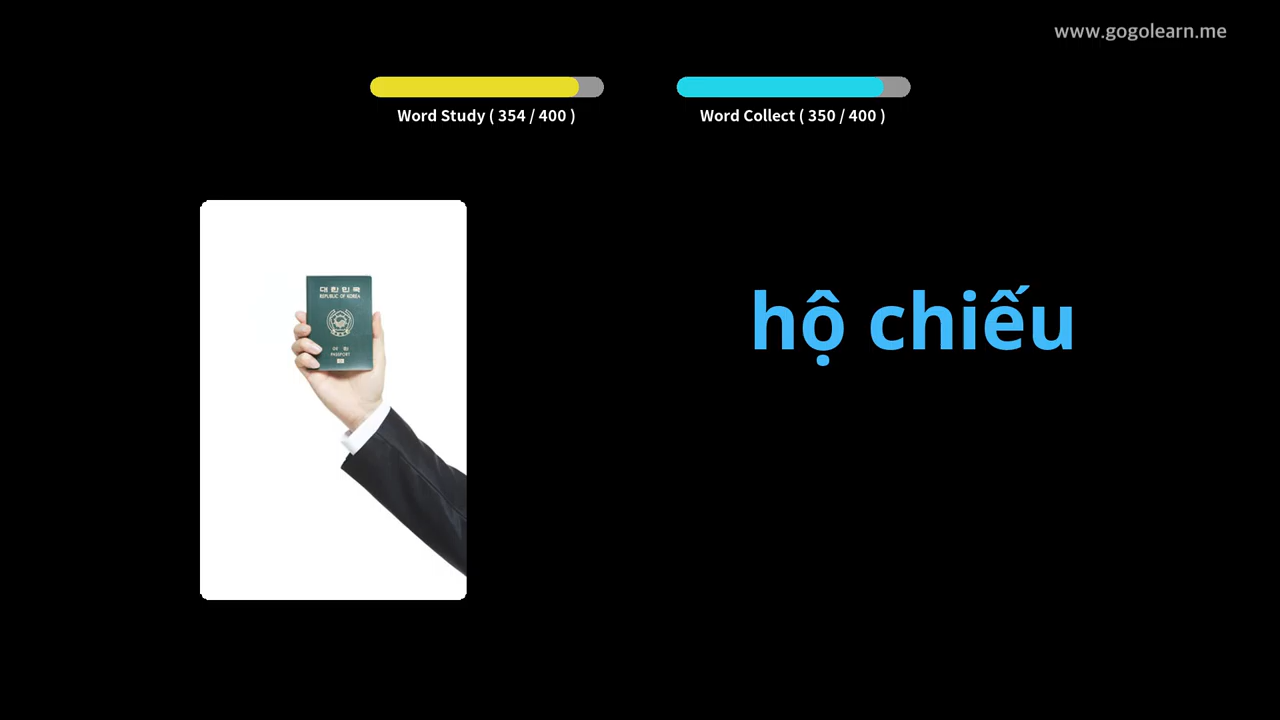 www.gogolearn.me
Word Study ( 354 / 400 )
Word Collect ( 350 / 400 )
대한민국
REPUBLIC OF KOREA
hộ chiếu
PASSPORT